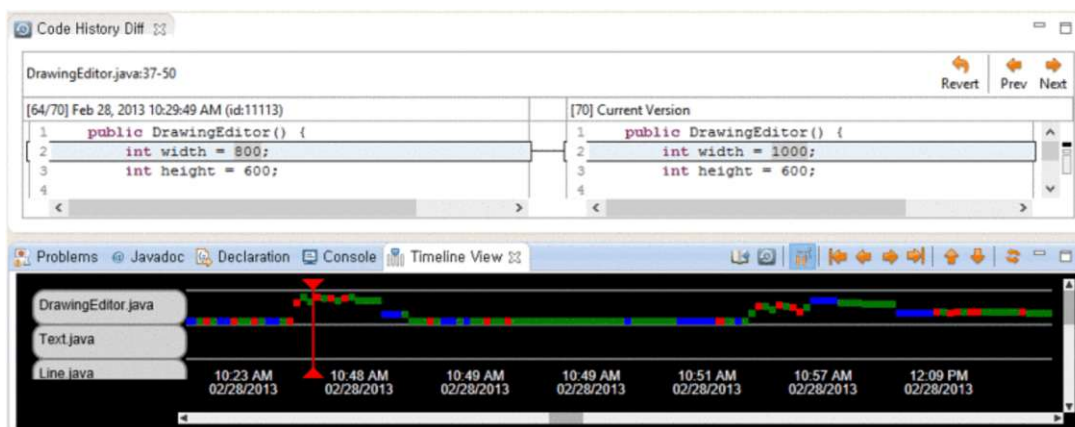 Code History Diff
DrawingEditor.java:37-50
Revert Prev Next
[64/70] Feb 28, 2013 10:29:49 AM (id:11113)
1 public DrawingEditor() {
2 int width = 800;
3 int height = 600;
4
[70] Current Version
1 public DrawingEditor() {
2 int width = 1000;
3 int height = 600;
4
Problems @ Javadoc Declaration Console Timeline View
DrawingEditor.java
Text.java
Line.java
10:23 AM 10:48 AM 10:49 AM 10:49 AM 10:51 AM 10:57 AM 12:09 PM
02/28/2013 02/28/2013 02/28/2013 02/28/2013 02/28/2013 02/28/2013 02/28/2013